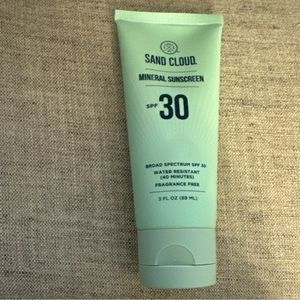 SAND CLOUD.
MINERAL SUNSCREEN
SPF 30
BROAD SPECTRUM SPF 30
WATER RESISTANT
(40 MINUTES)
FRAGRANCE FREE
3 FL OZ (89 ML)